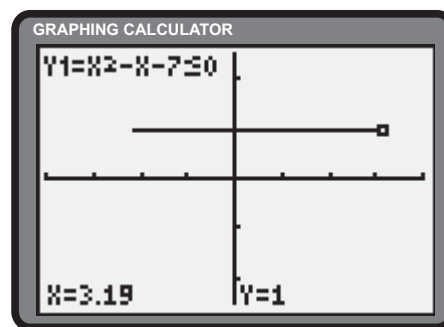 GRAPHING CALCULATOR
Y1=X²-X-7≤0
X=3.19 Y=1